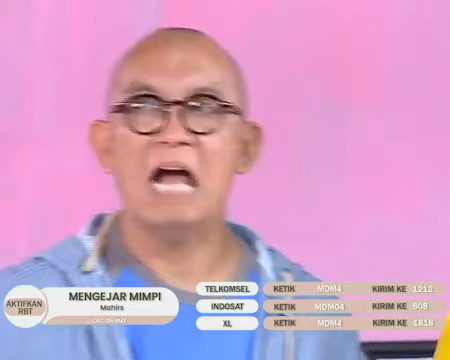 AKTIFKAN
RBT
MENGEJAR MIMPI
Mahirs
TELKOMSEL KETIK MDM4 KIRIM KE 1212
INDOSAT KETIK MDM04 KIRIM KE 808
XL KETIK MDM4 KIRIM KE 1818